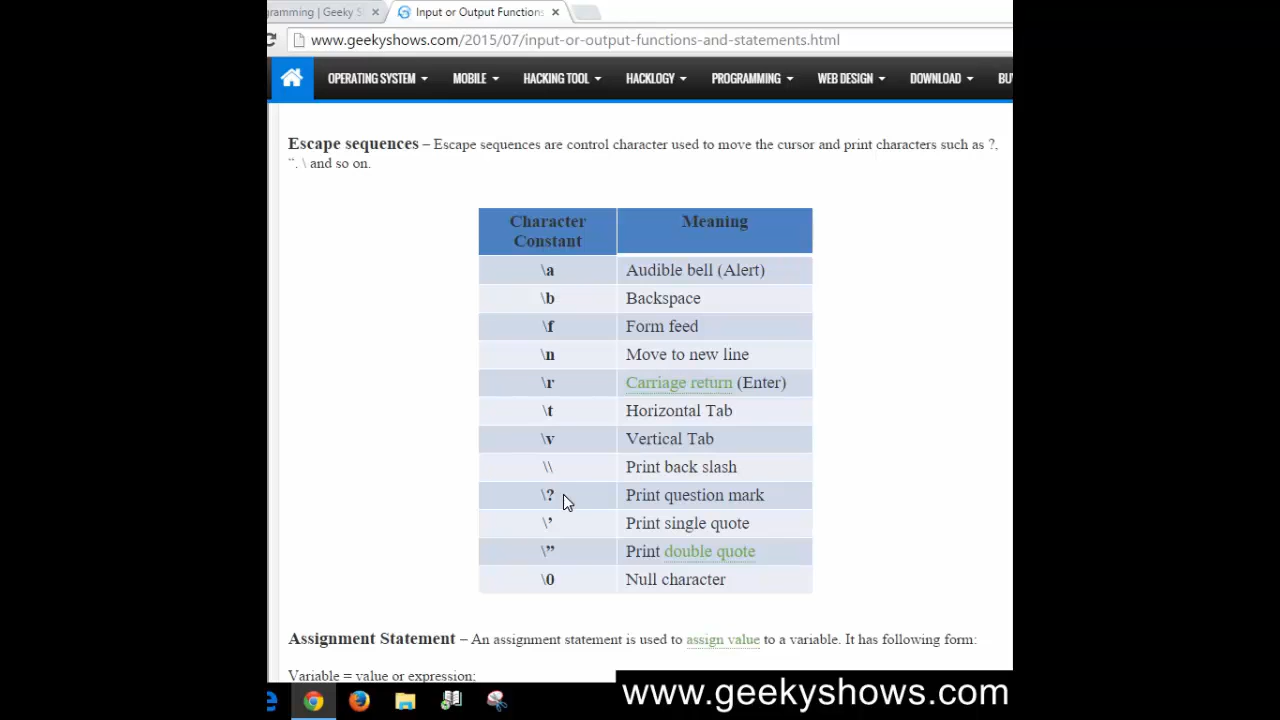 gramming | Geeky S
Input or Output Functions
www.geekyshows.com/2015/07/input-or-output-functions-and-statements.html
OPERATING SYSTEM MOBILE HACKING TOOL HACKLOGY PROGRAMMING WEB DESIGN DOWNLOAD BU
Escape sequences – Escape sequences are control character used to move the cursor and print characters such as ?,
”. \ and so on.
Character Constant Meaning
\a Audible bell (Alert)
\b Backspace
\f Form feed
\n Move to new line
\r Carriage return (Enter)
\t Horizontal Tab
\v Vertical Tab
\\ Print back slash
\? Print question mark
\’ Print single quote
\” Print double quote
\0 Null character
Assignment Statement – An assignment statement is used to assign value to a variable. It has following form:
Variable = value or expression;
www.geekyshows.com